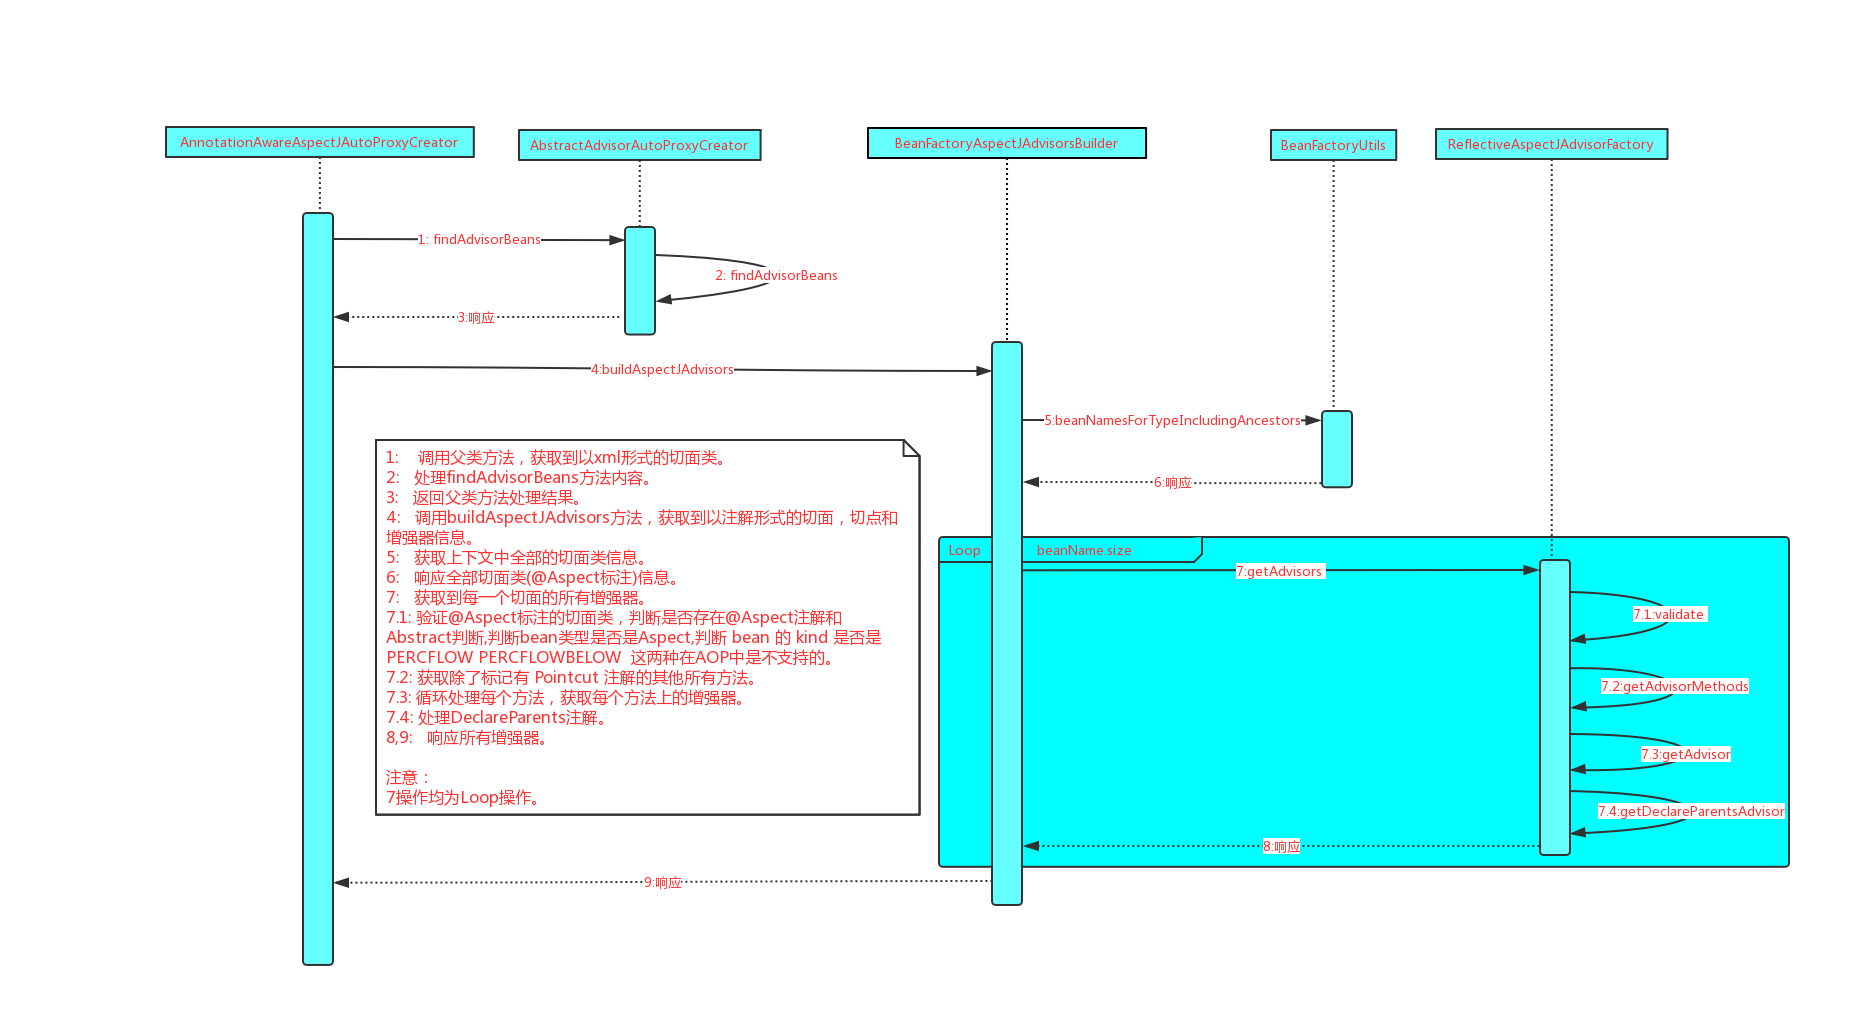 AnnotationAwareAspectJAutoProxyCreator
AbstractAdvisorAutoProxyCreator
BeanFactoryAspectJAdvisorsBuilder
BeanFactoryUtils
ReflectiveAspectJAdvisorFactory
1: findAdvisorBeans
2: findAdvisorBeans
3:响应
4:buildAspectJAdvisors
5:beanNamesForTypeIncludingAncestors
6:响应
1: 调用父类方法，获取到以xml形式的切面类。
2: 处理findAdvisorBeans方法内容。
3: 返回父类方法处理结果。
4: 调用buildAspectJAdvisors方法，获取到以注解形式的切面，切点和
增强器信息。
5: 获取上下文中全部的切面类信息。
6: 响应全部切面类(@Aspect标注)信息。
7: 获取到每一个切面的所有增强器。
7.1: 验证@Aspect标注的切面类，判断是否存在@Aspect注解和
Abstract判断,判断bean类型是否是Aspect,判断 bean 的 kind 是否是
PERCFLOW PERCFLOWBELOW 这两种在AOP中是不支持的。
7.2: 获取除了标记有 Pointcut 注解的其他所有方法。
7.3: 循环处理每个方法，获取每个方法上的增强器。
7.4: 处理DeclareParents注解。
8,9: 响应所有增强器。
注意：
7操作均为Loop操作。
Loop
beanName.size
7:getAdvisors
7.1:validate
7.2:getAdvisorMethods
7.3:getAdvisor
7.4:getDeclareParentsAdvisor
8:响应
9:响应